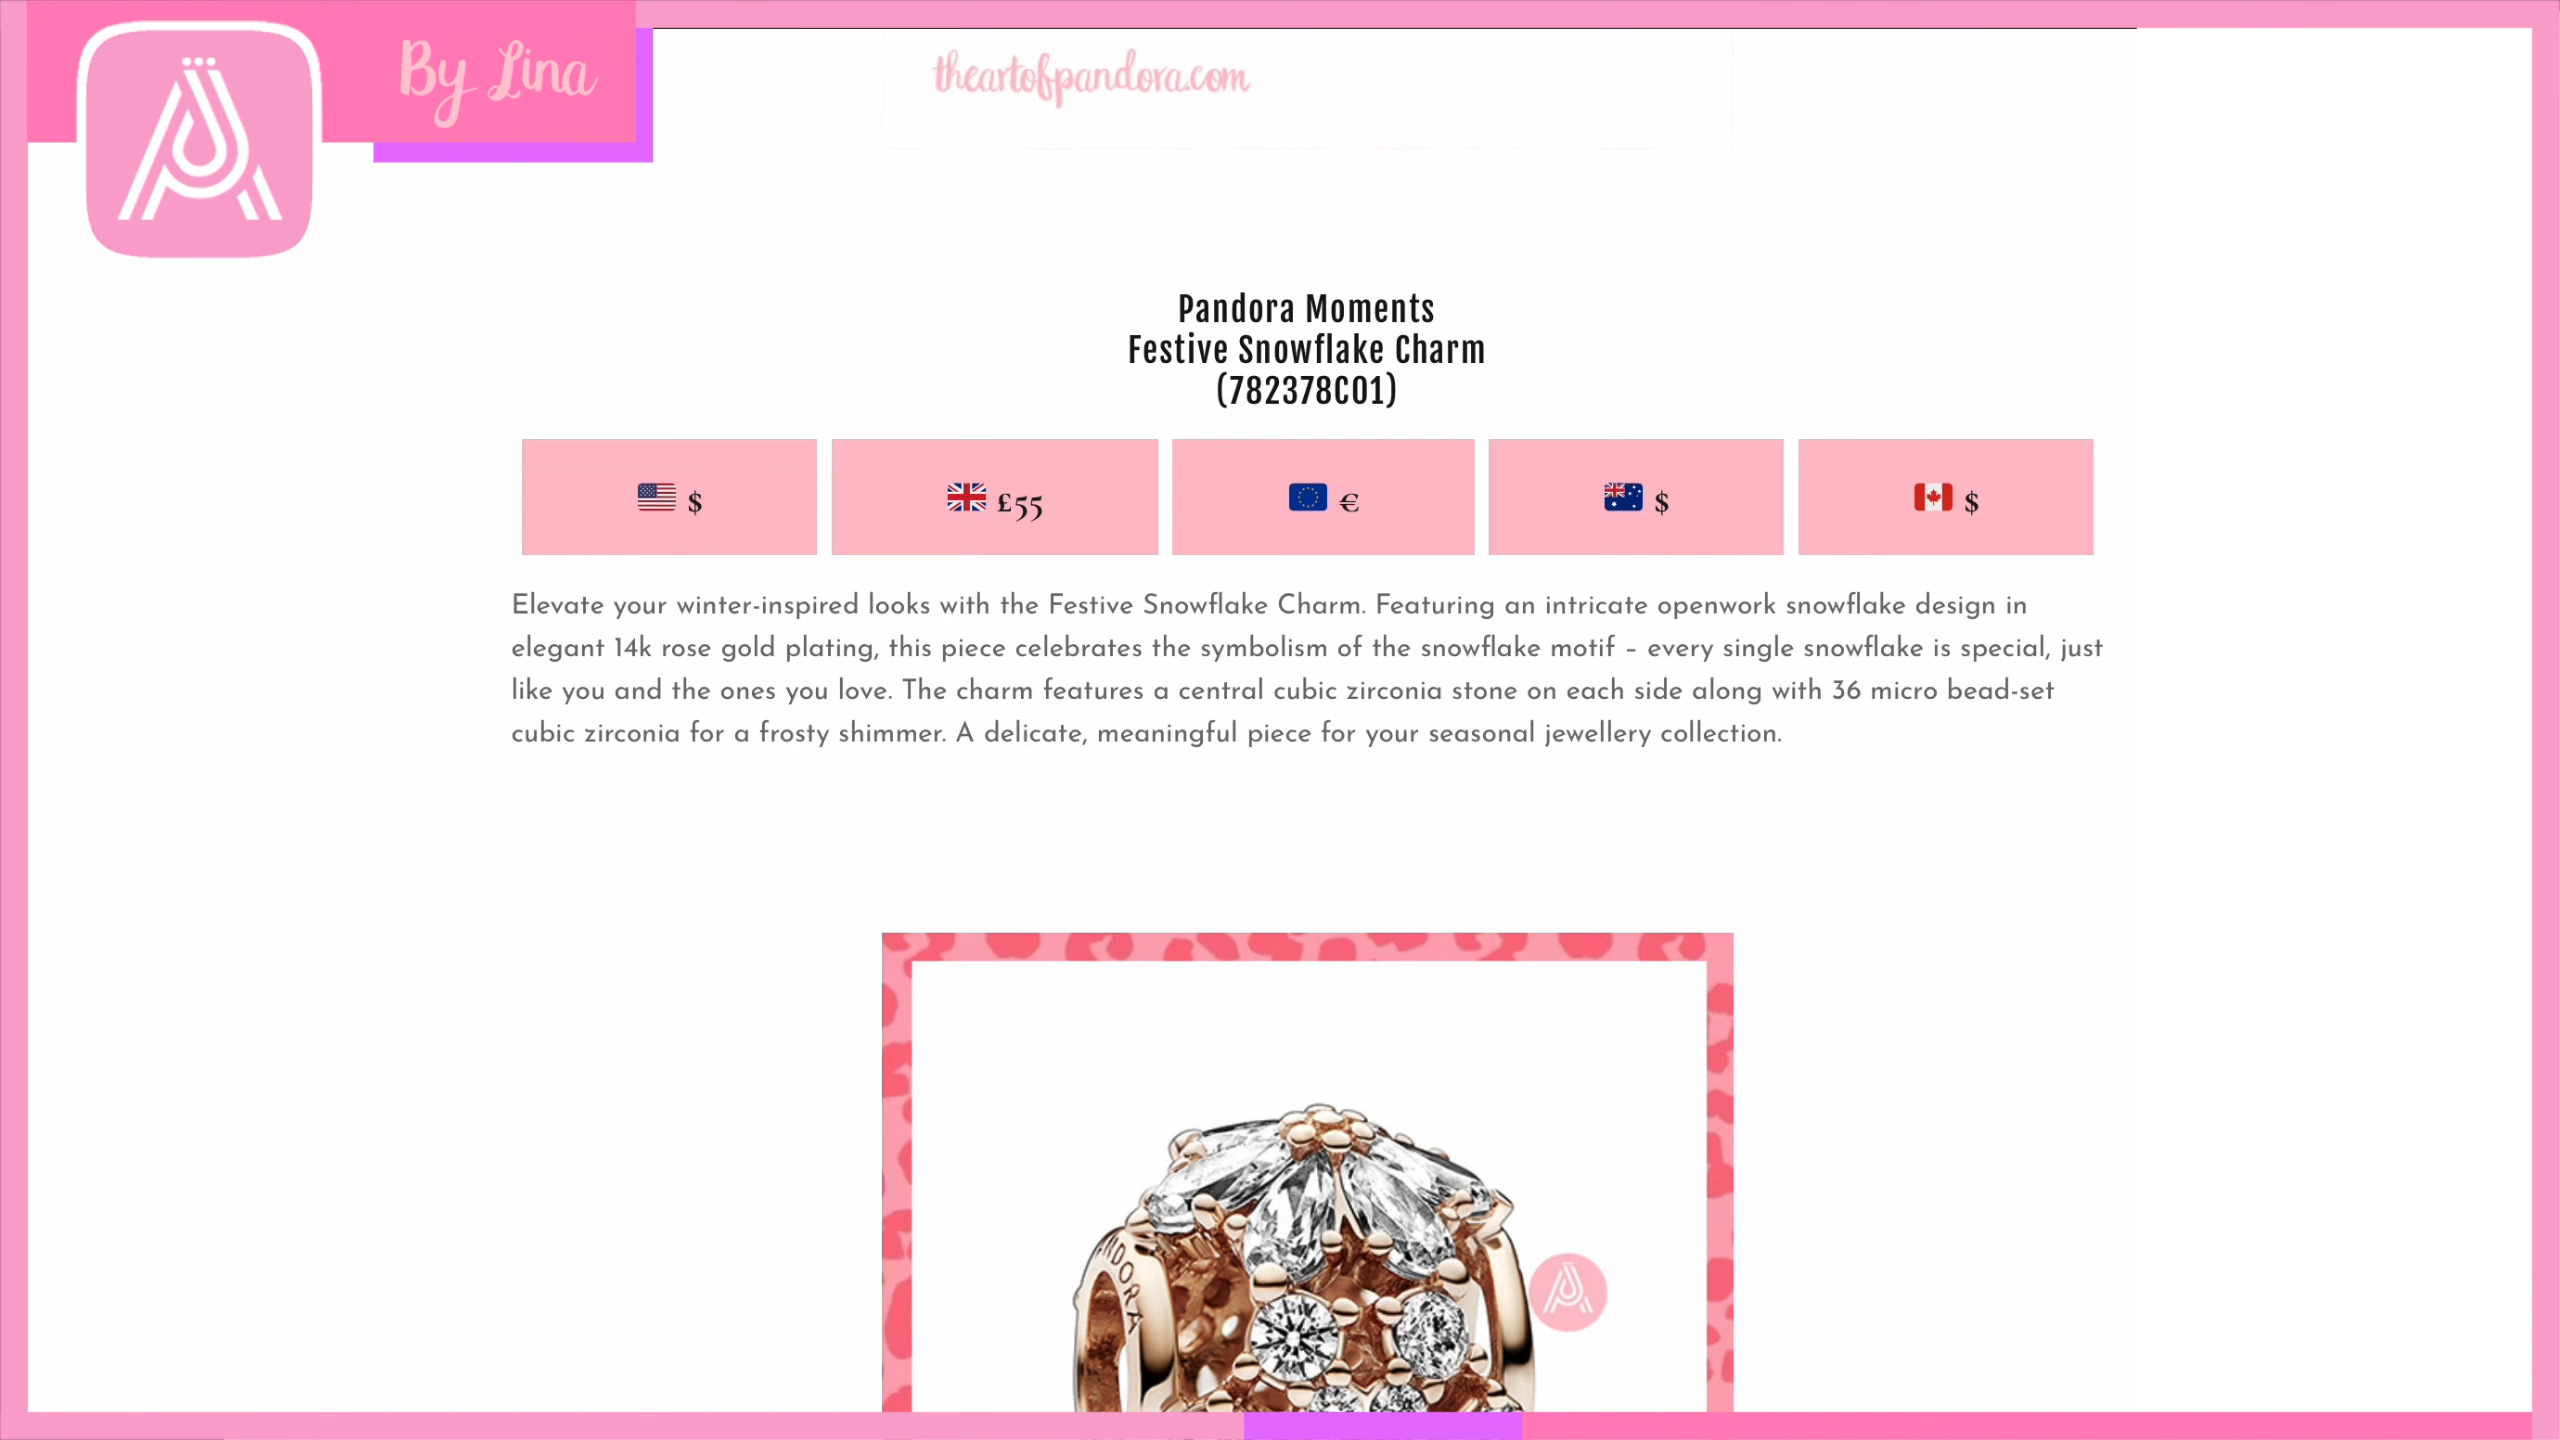 By Lina
theartofpandora.com
Pandora Moments
Festive Snowflake Charm
(782378C01)
$
£55
€
$
$
Elevate your winter-inspired looks with the Festive Snowflake Charm. Featuring an intricate openwork snowflake design in
elegant 14k rose gold plating, this piece celebrates the symbolism of the snowflake motif – every single snowflake is special, just
like you and the ones you love. The charm features a central cubic zirconia stone on each side along with 36 micro bead-set
cubic zirconia for a frosty shimmer. A delicate, meaningful piece for your seasonal jewellery collection.
ANDORA